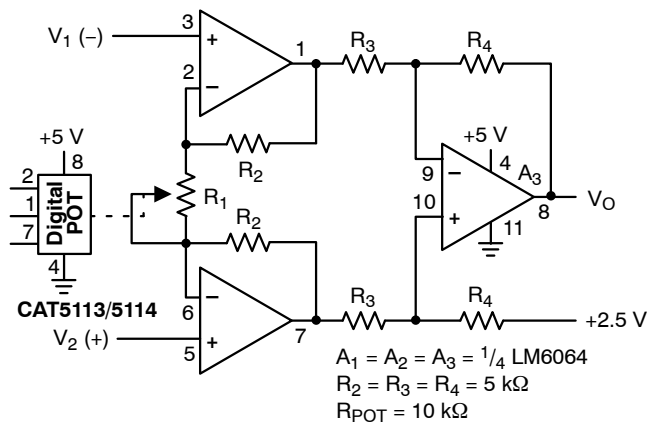 3
V1 (−)
+
1
R3
R4
2
−
+5 V
R2
+5 V
4
A3
8
9
−
2
R1
10
VO
1
Digital
POT
+
8
7
R2
11
4
−
R3
R4
CAT5113/5114
6
+2.5 V
V2 (+)
7
5
+
A1 = A2 = A3 = 1/4 LM6064
R2 = R3 = R4 = 5 kΩ
RPOT = 10 kΩ